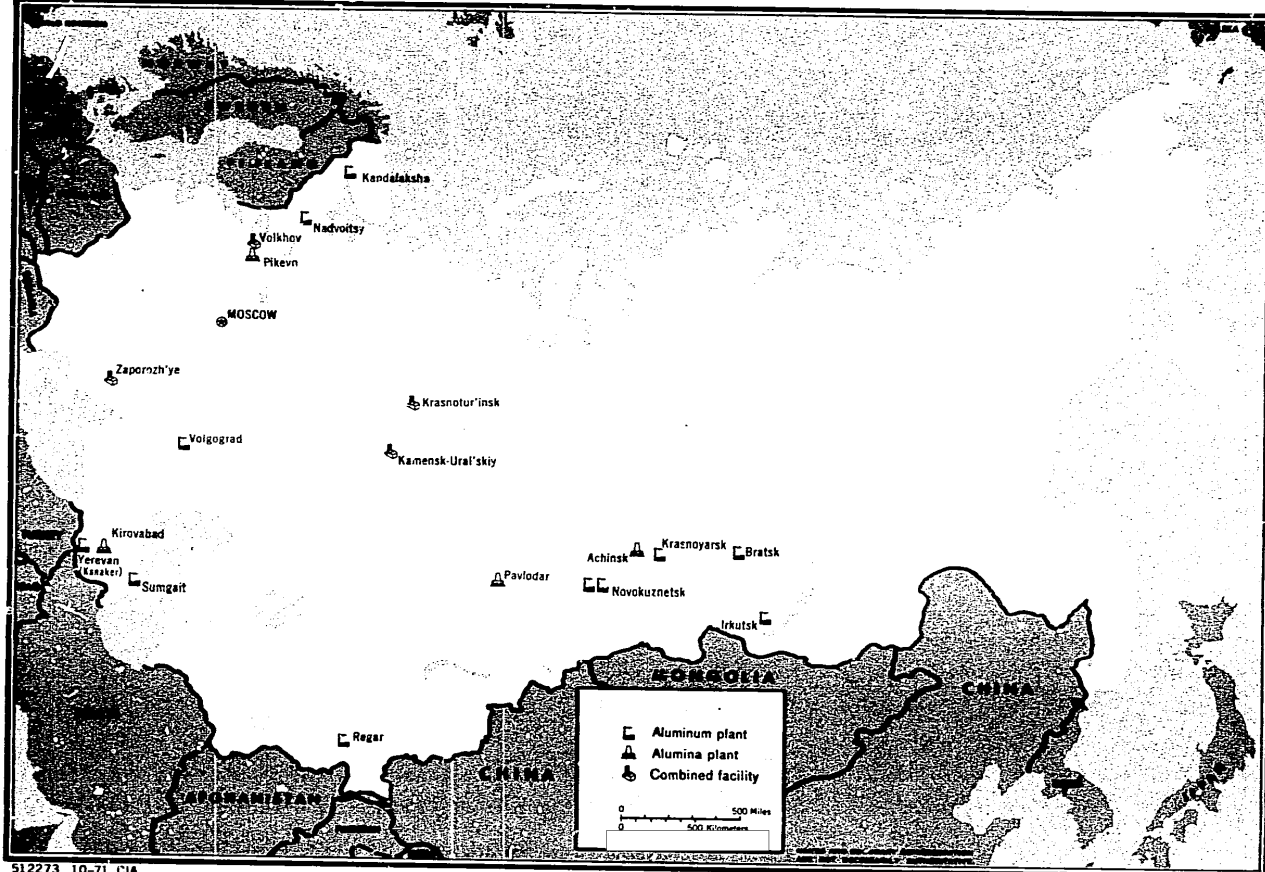 Kandalaksha
Nadvoitsy
Volkhov
Pikevn
MOSCOW
Zaporozh'ye
Krasnotur'insk
Volgograd
Kamensk-Ural'skiy
Kirovabad
Yerevan
(Kanaker)
Sumgait
Achinsk
Krasnoyarsk
Bratsk
Pavlodar
Novokuznetsk
Irkutsk
MONGOLIA
CHINA
Regar
CHINA
AFGHANISTAN
Aluminum plant
Alumina plant
Combined facility
0 500 Miles
0 500 Kilometers
512273 10-71 CIA